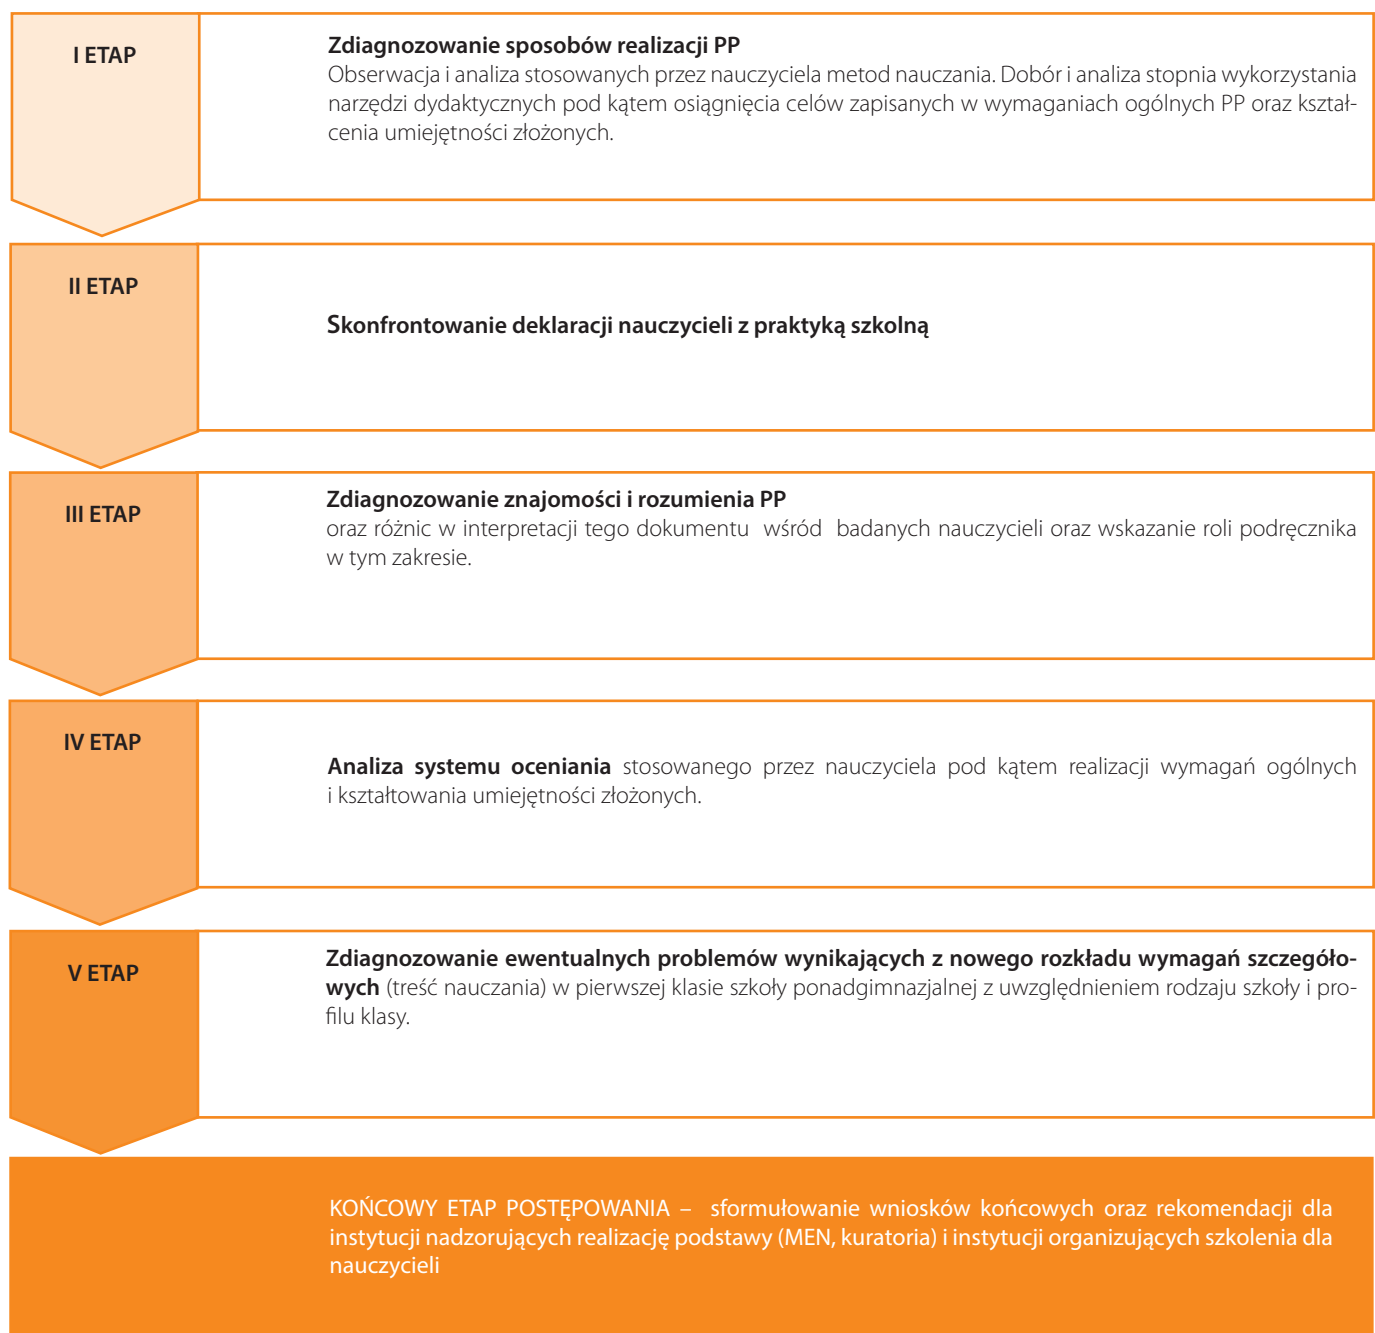 I ETAP
Zdiagnozowanie sposobów realizacji PP
Obserwacja i analiza stosowanych przez nauczyciela metod nauczania. Dobór i analiza stopnia wykorzystania
narzędzi dydaktycznych pod kątem osiągnięcia celów zapisanych w wymaganiach ogólnych PP oraz kształ-
cenia umiejętności złożonych.
II ETAP
Skonfrontowanie deklaracji nauczycieli z praktyką szkolną
III ETAP
Zdiagnozowanie znajomości i rozumienia PP
oraz różnic w interpretacji tego dokumentu wśród badanych nauczycieli oraz wskazanie roli podręcznika
w tym zakresie.
IV ETAP
Analiza systemu oceniania stosowanego przez nauczyciela pod kątem realizacji wymagań ogólnych
i kształtowania umiejętności złożonych.
V ETAP
Zdiagnozowanie ewentualnych problemów wynikających z nowego rozkładu wymagań szczegóło-
wych (treść nauczania) w pierwszej klasie szkoły ponadgimnazjalnej z uwzględnieniem rodzaju szkoły i pro-
filu klasy.
KOŃCOWY ETAP POSTĘPOWANIA – sformułowanie wniosków końcowych oraz rekomendacji dla
instytucji nadzorujących realizację podstawy (MEN, kuratoria) i instytucji organizujących szkolenia dla
nauczycieli